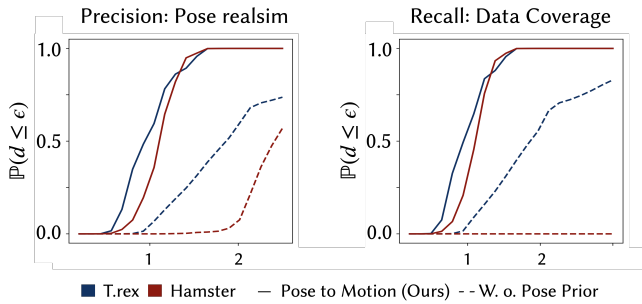 Precision: Pose realsim
Recall: Data Coverage
1.0
0.5
0.0
ℙ(d ≤ ϵ)
1
2
1.0
0.5
0.0
ℙ(d ≤ ϵ)
1
2
T.rex
Hamster
— Pose to Motion (Ours)
-- W. o. Pose Prior